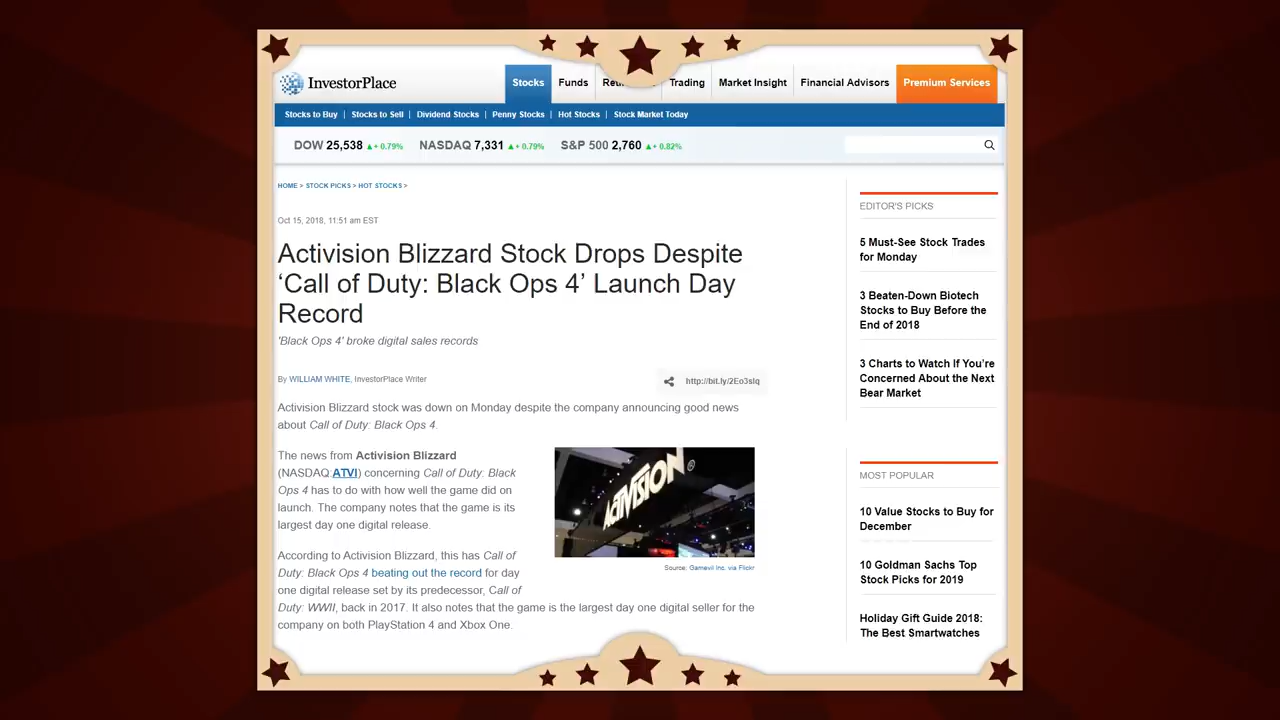 InvestorPlace
Stocks
Funds
Trading
Market Insight
Financial Advisors
Premium Services
Stocks to Buy | Stocks to Sell | Dividend Stocks | Penny Stocks | Hot Stocks | Stock Market Today
DOW 25,538 ▲+ 0.79% NASDAQ 7,331 ▲+ 0.79% S&P 500 2,760 ▲+ 0.82%
HOME > STOCK PICKS > HOT STOCKS >
Oct 15, 2018, 11:51 am EST
Activision Blizzard Stock Drops Despite
‘Call of Duty: Black Ops 4’ Launch Day
Record
'Black Ops 4' broke digital sales records
By WILLIAM WHITE, InvestorPlace Writer
Activision Blizzard stock was down on Monday despite the company announcing good news
about Call of Duty: Black Ops 4.
The news from Activision Blizzard
(NASDAQ:ATVI) concerning Call of Duty: Black
Ops 4 has to do with how well the game did on
launch. The company notes that the game is its
largest day one digital release.
ACTIVISION®
Source: Gamevil Inc. via Flickr
According to Activision Blizzard, this has Call of
Duty: Black Ops 4 beating out the record for day
one digital release set by its predecessor, Call of
Duty: WWII, back in 2017. It also notes that the game is the largest day one digital seller for the
company on both PlayStation 4 and Xbox One.
EDITOR'S PICKS
5 Must-See Stock Trades
for Monday
3 Beaten-Down Biotech
Stocks to Buy Before the
End of 2018
3 Charts to Watch If You’re
Concerned About the Next
Bear Market
MOST POPULAR
10 Value Stocks to Buy for
December
10 Goldman Sachs Top
Stock Picks for 2019
Holiday Gift Guide 2018:
The Best Smartwatches